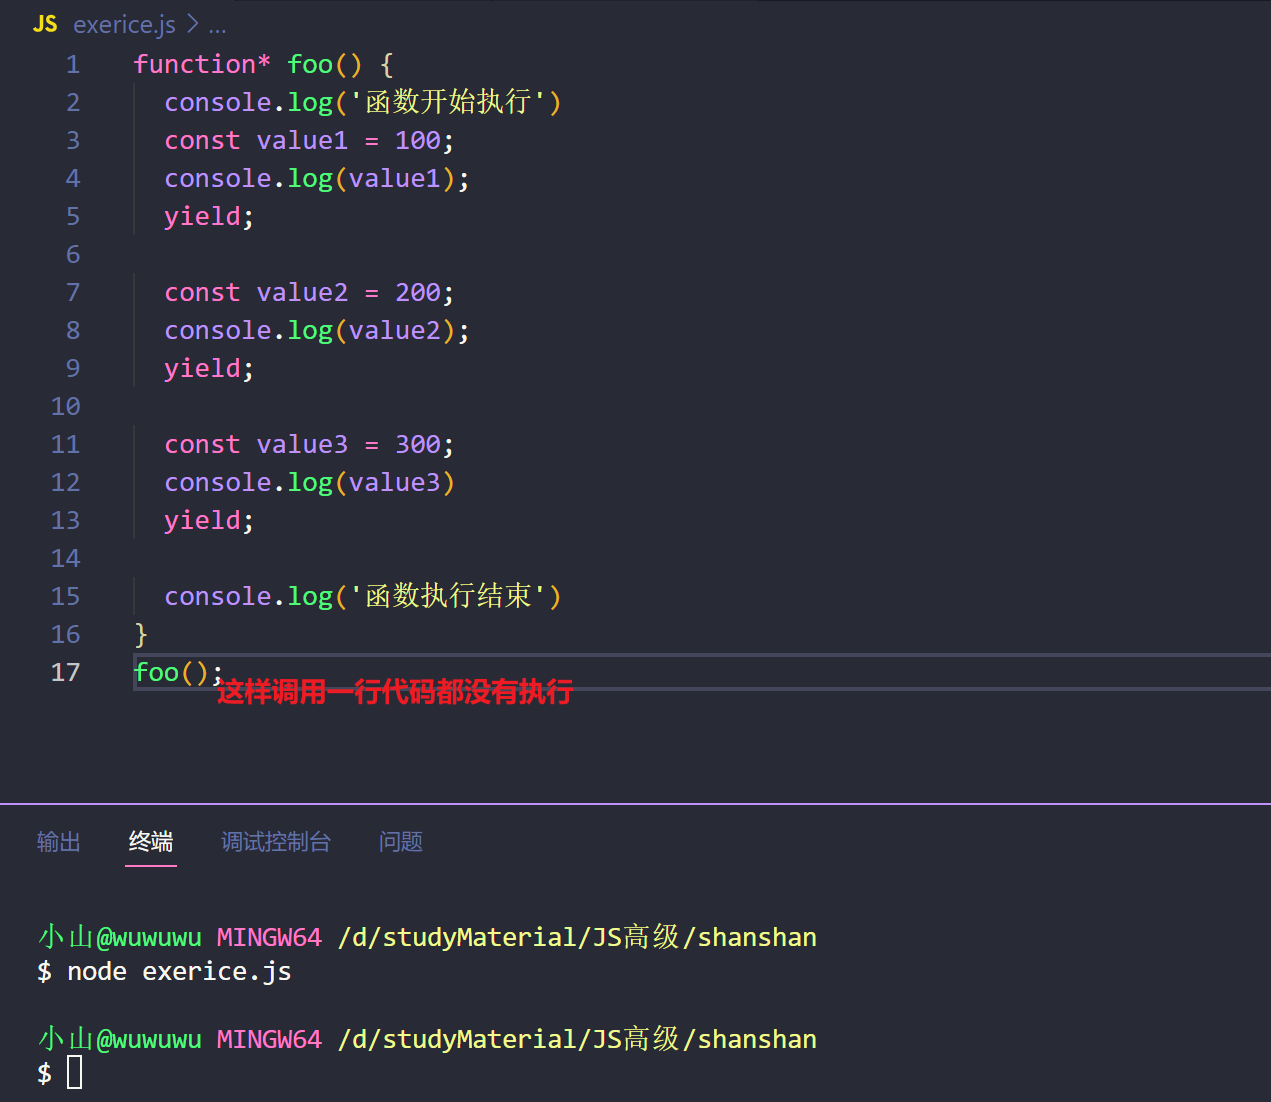 JS exerice.js > ...
1 function* foo() {
2 console.log('函数开始执行')
3 const value1 = 100;
4 console.log(value1);
5 yield;
6
7 const value2 = 200;
8 console.log(value2);
9 yield;
10
11 const value3 = 300;
12 console.log(value3)
13 yield;
14
15 console.log('函数执行结束')
16 }
17 foo();
这样调用一行代码都没有执行
输出 终端 调试控制台 问题
小山@wuwuwu MINGW64 /d/studyMaterial/JS高级/shanshan
$ node exerice.js
小山@wuwuwu MINGW64 /d/studyMaterial/JS高级/shanshan
$